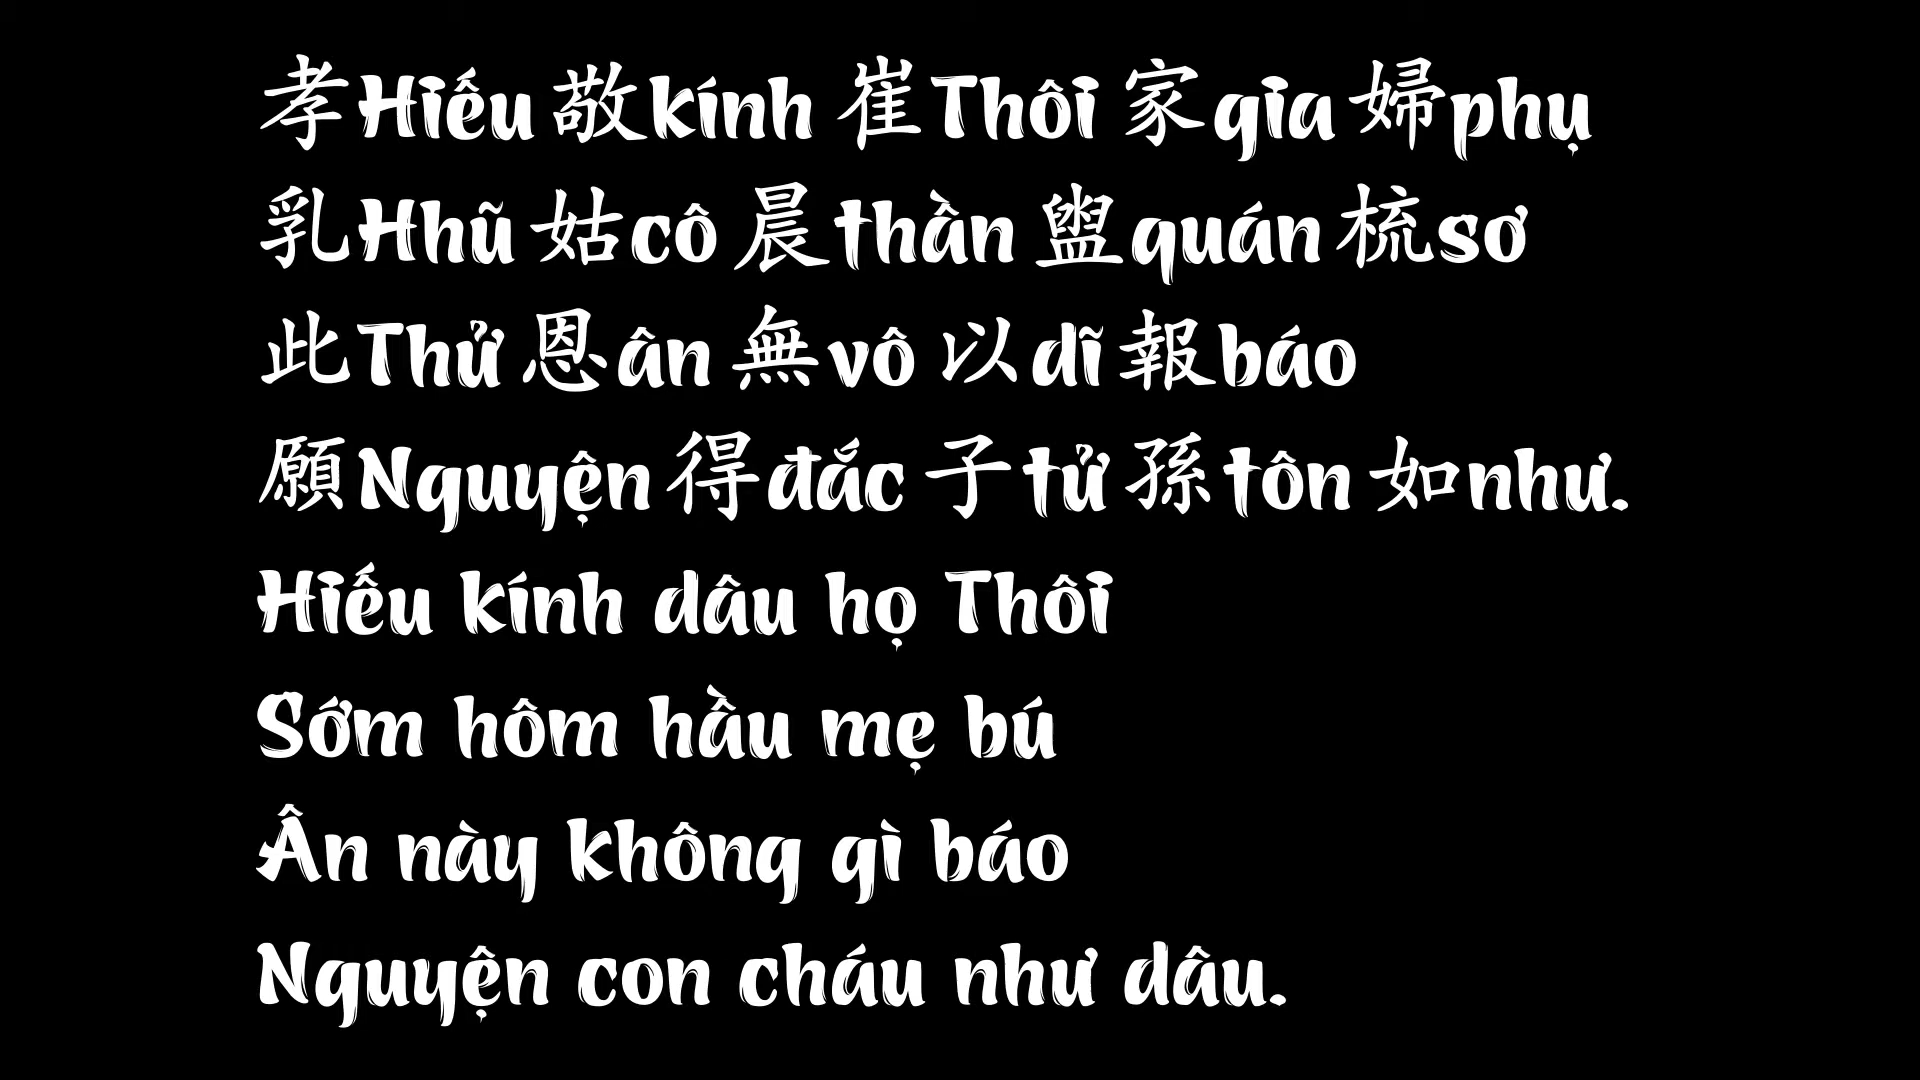 孝Hiếu 敬kính 崔Thôi 家gia 婦phụ
乳Hhũ 姑cô 晨thần 盥quán 梳sơ
此Thử 恩ân 無vô 以dĩ 報báo
願Nguyện 得đắc 子tử 孫tôn 如như.
Hiếu kính dâu họ Thôi
Sớm hôm hầu mẹ bú
Ân này không gì báo
Nguyện con cháu như dâu.